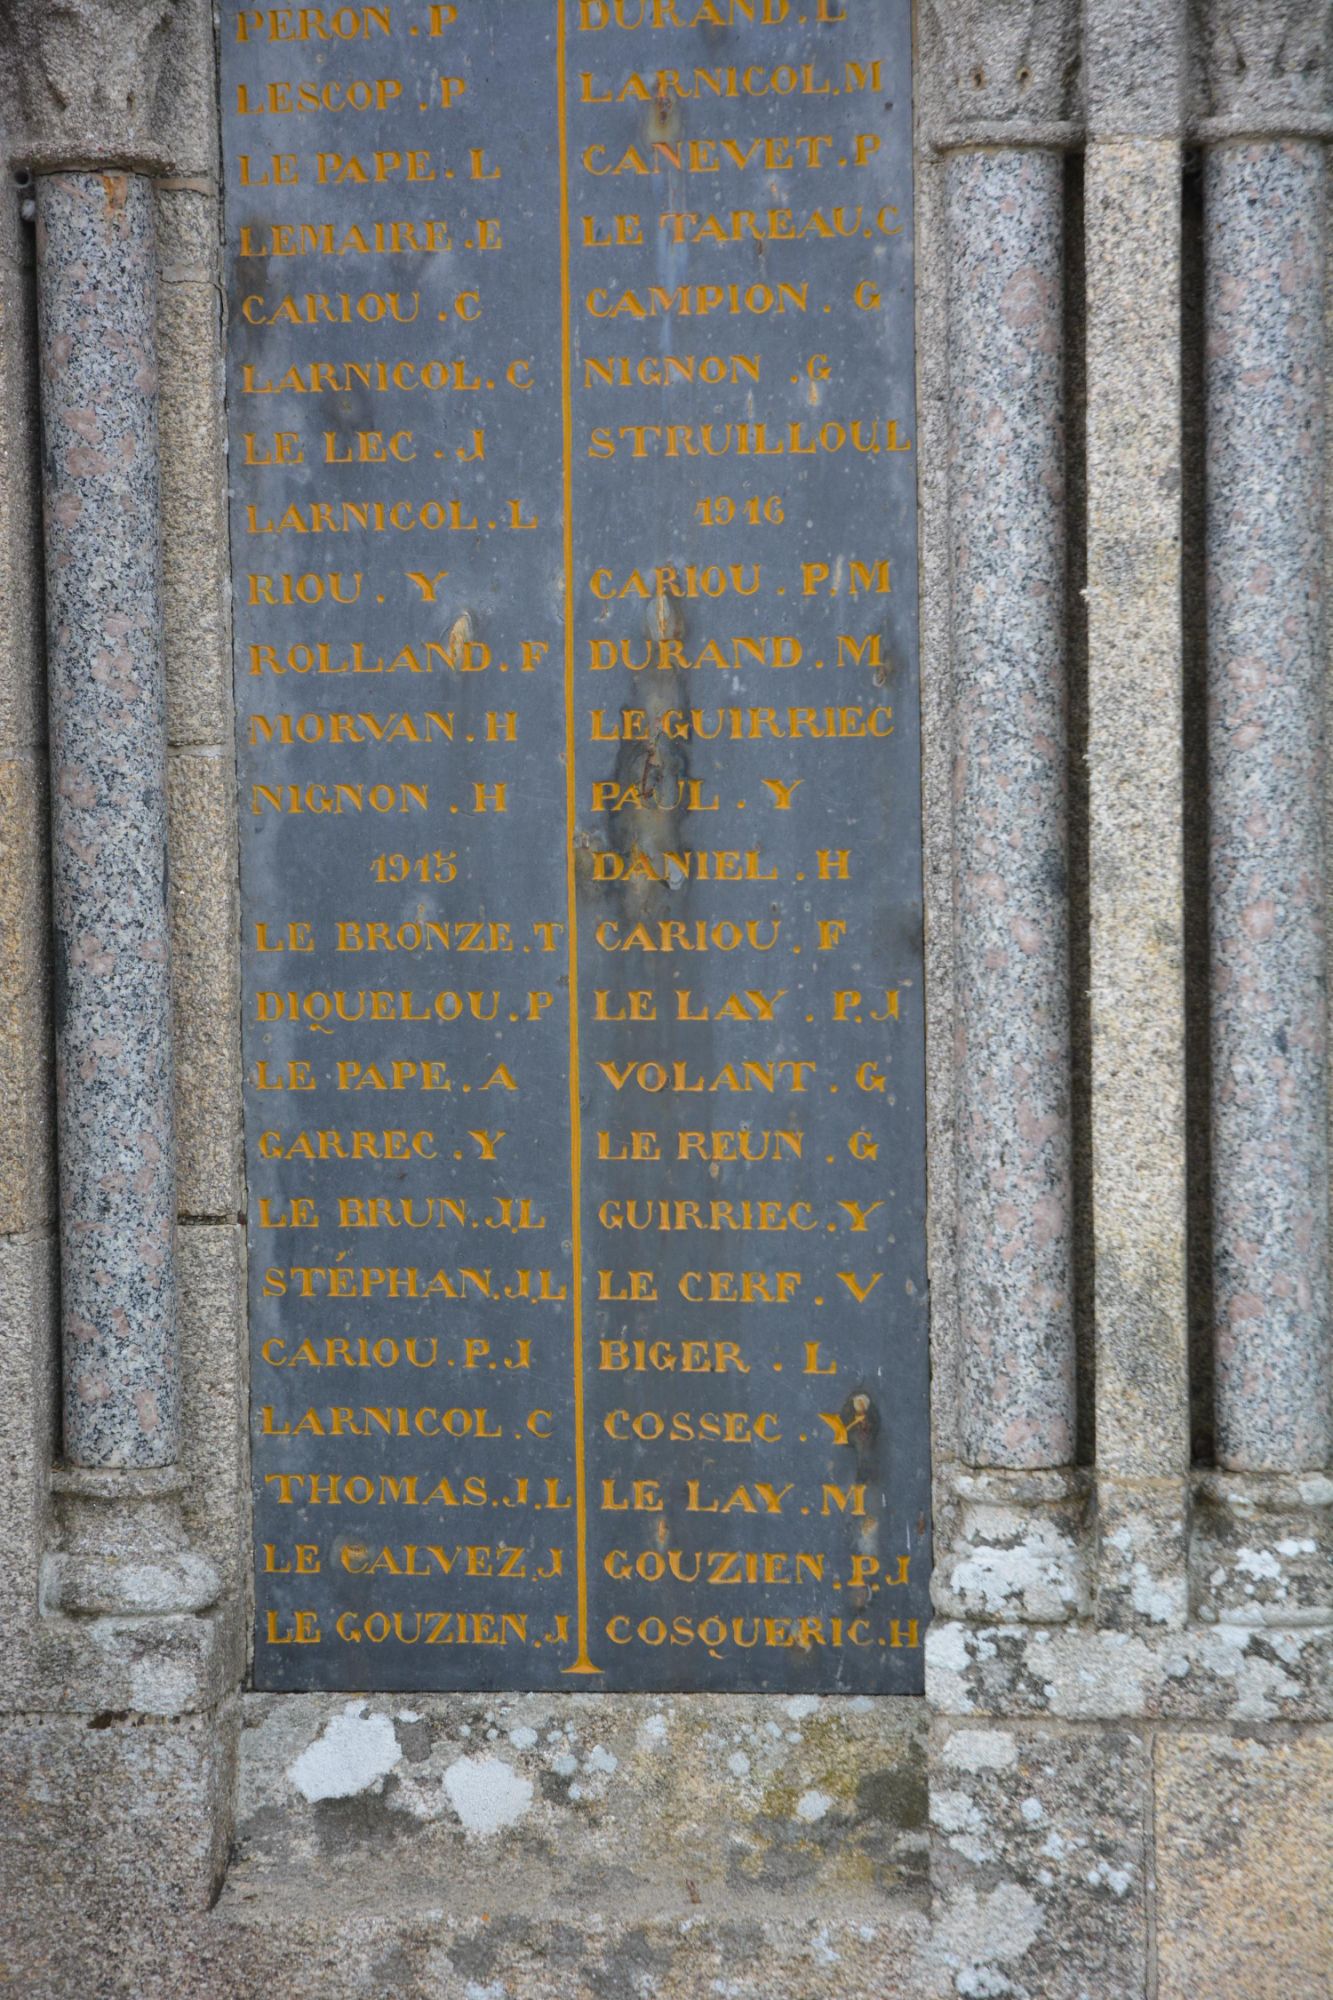 PERON . P
LESCOP . P
LE PAPE . L
LEMAIRE . E
CARIOU . C
LARNICOL . C
LE LEC . J
LARNICOL . L
RIOU . Y
ROLLAND . F
MORVAN . H
NIGNON . H
1915
LE BRONZE . T
DIQUELOU . P
LE PAPE . A
GARREC . Y
LE BRUN . J.L
STÉPHAN . J.L
CARIOU . P.J
LARNICOL . C
THOMAS . J.L
LE CALVEZ . J
LE GOUZIEN . J
DURAND . L
LARNICOL . M
CANEVET . P
LE TAREAU . C
CAMPION . G
NIGNON . G
STRUILLOU . L
1916
CARIOU . P.M
DURAND . M
LE GUIRRIEC
PAUL . Y
DANIEL . H
CARIOU . F
LE LAY . P.J
VOLANT . G
LE REUN . G
GUIRRIEC . Y
LE CERF . V
BIGER . L
COSSEC . Y
LE LAY . M
GOUZIEN . P.J
COSQUERIC . H